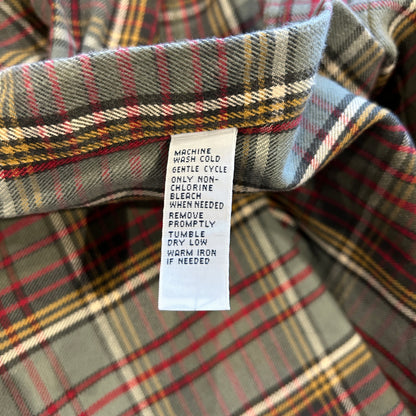 MACHINE
WASH COLD
GENTLE CYCLE
ONLY NON-
CHLORINE
BLEACH
WHEN NEEDED
REMOVE
PROMPTLY
TUMBLE
DRY LOW
WARM IRON
IF NEEDED